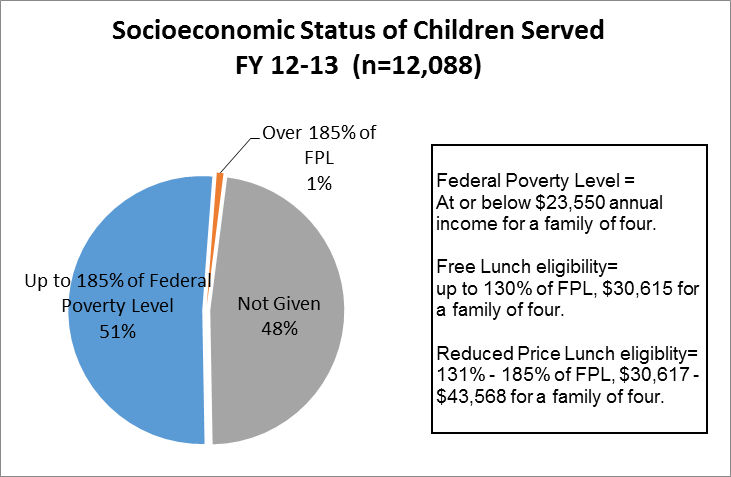 Socioeconomic Status of Children Served
FY 12-13  (n=12,088)
Over 185% of
FPL
1%
Up to 185% of Federal
Poverty Level
51%
Not Given
48%
Federal Poverty Level =
At or below $23,550 annual
income for a family of four.
Free Lunch eligibility=
up to 130% of FPL, $30,615 for
a family of four.
Reduced Price Lunch eligiblity=
131% - 185% of FPL, $30,617 -
$43,568 for a family of four.